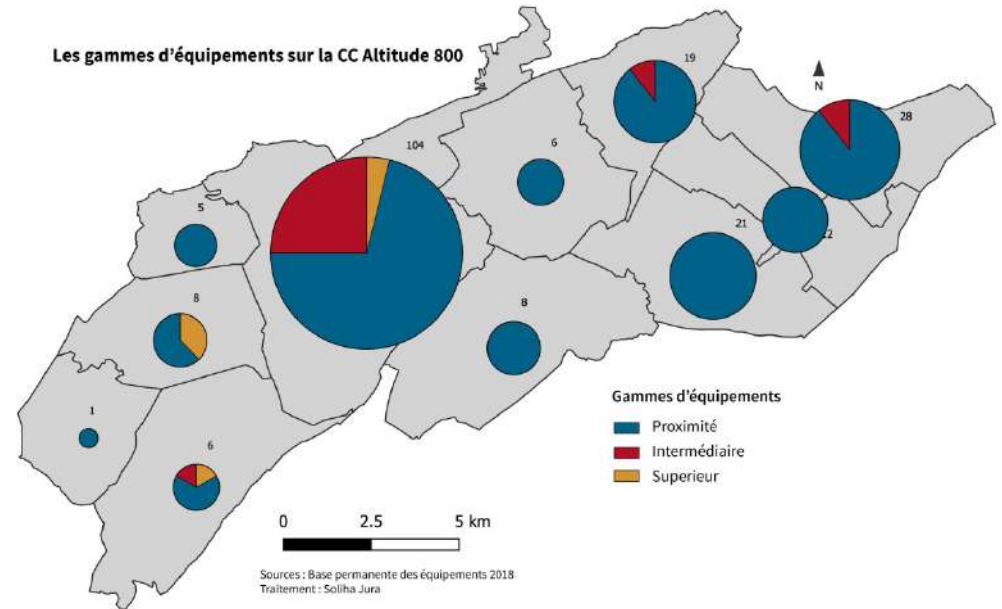 Les gammes d'équipements sur la CC Altitude 800
19
N
28
104
6
5
21
8
8
Gammes d'équipements
Proximité
Intermédiaire
Superieur
1
6
0 2.5 5 km
Sources : Base permanente des équipements 2018
Traitement : Soliha Jura